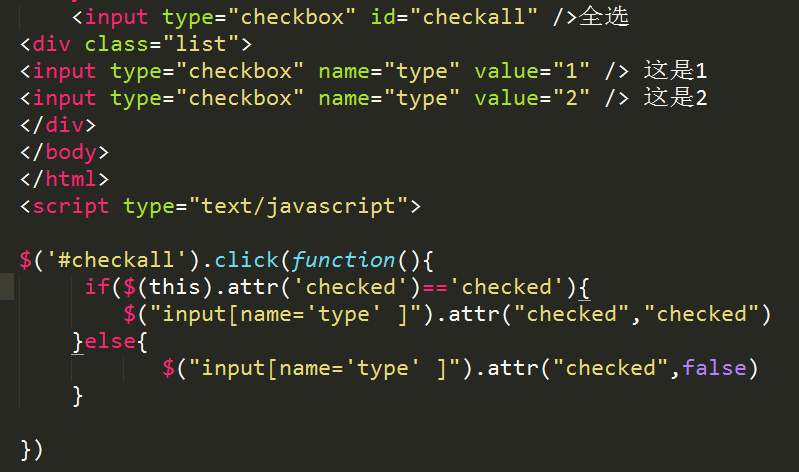 <input type="checkbox" id="checkall" />全选
<div class="list">
<input type="checkbox" name="type" value="1" /> 这是1
<input type="checkbox" name="type" value="2" /> 这是2
</div>
</body>
</html>
<script type="text/javascript">
$('#checkall').click(function(){
if($(this).attr('checked')=='checked'){
$("input[name='type' ]").attr("checked","checked")
}else{
$("input[name='type' ]").attr("checked",false)
}
})